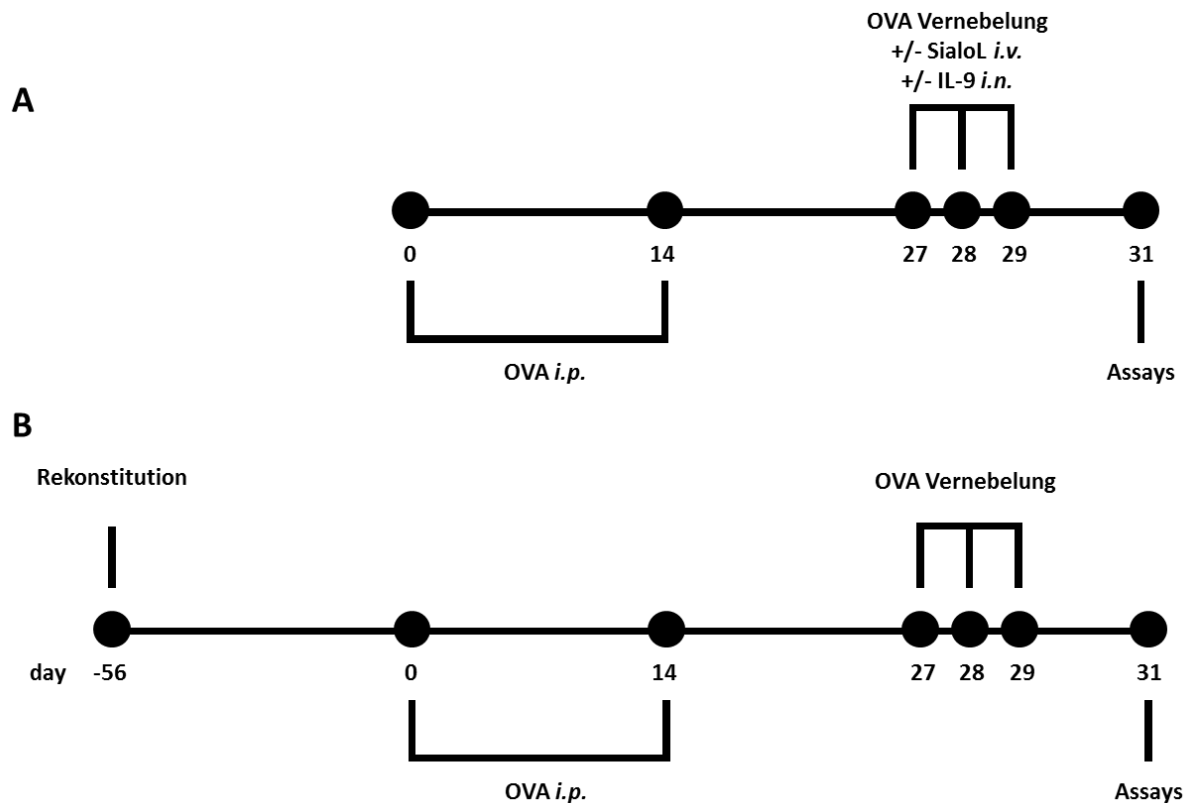 OVA Vernebelung
+/- SialoL i.v.
+/- IL-9 i.n.
A
0 14 27 28 29 31
OVA i.p.
Assays
B
Rekonstitution
OVA Vernebelung
day -56 0 14 27 28 29 31
OVA i.p.
Assays